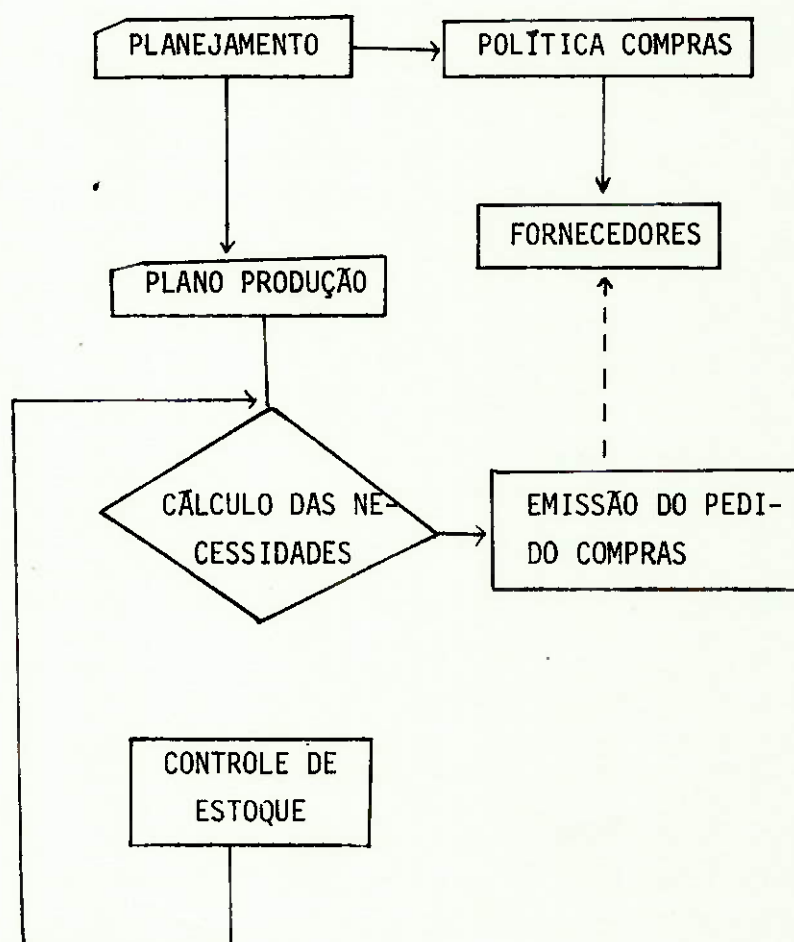 PLANEJAMENTO
POLÍTICA COMPRAS
FORNECEDORES
PLANO PRODUÇÃO
CÁLCULO DAS NE-
CESSIDADES
EMISSÃO DO PEDI-
DO COMPRAS
CONTROLE DE
ESTOQUE